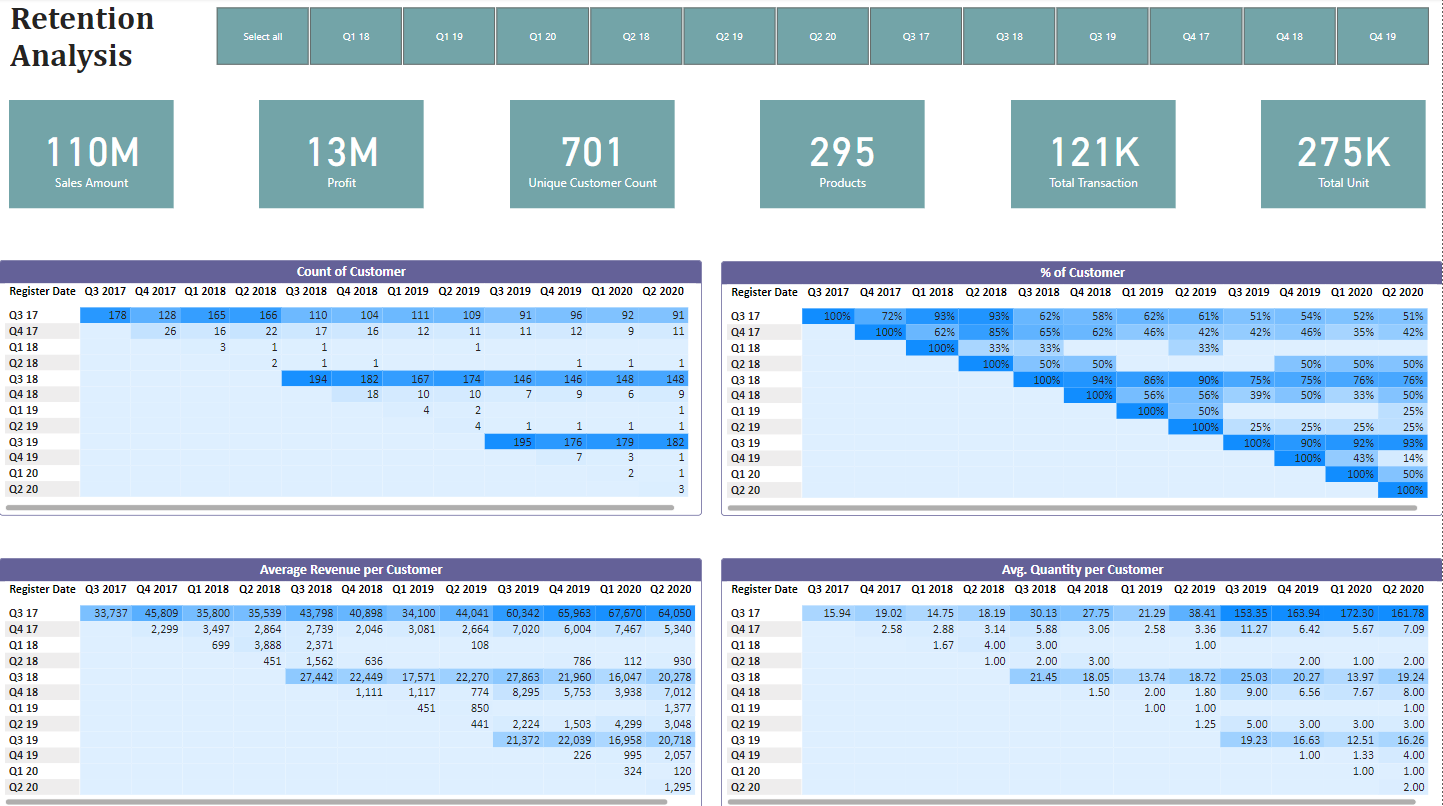 Retention
Analysis
Select all Q1 18 Q1 19 Q1 20 Q2 18 Q2 19 Q2 20 Q3 17 Q3 18 Q3 19 Q4 17 Q4 18 Q4 19
110M 13M 701 295 121K 275K
Sales Amount Profit Unique Customer Count Products Total Transaction Total Unit
Count of Customer
Register Date Q3 2017 Q4 2017 Q1 2018 Q2 2018 Q3 2018 Q4 2018 Q1 2019 Q2 2019 Q3 2019 Q4 2019 Q1 2020 Q2 2020
Q3 17 178 128 165 166 110 104 111 109 91 96 92 91
Q4 17 26 16 22 17 16 12 11 11 12 9 11
Q1 18 3 1 1 1
Q2 18 2 1 1 1 1 1
Q3 18 194 182 167 174 146 146 148 148
Q4 18 18 10 10 7 9 6 9
Q1 19 4 2 1
Q2 19 4 1 1 1 1
Q3 19 195 176 179 182
Q4 19 7 3 1
Q1 20 2 1
Q2 20 3
% of Customer
Register Date Q3 2017 Q4 2017 Q1 2018 Q2 2018 Q3 2018 Q4 2018 Q1 2019 Q2 2019 Q3 2019 Q4 2019 Q1 2020 Q2 2020
Q3 17 100% 72% 93% 93% 62% 58% 62% 61% 51% 54% 52% 51%
Q4 17 100% 62% 85% 65% 62% 46% 42% 42% 46% 35% 42%
Q1 18 100% 33% 33% 33%
Q2 18 100% 50% 50% 50% 50% 50%
Q3 18 100% 94% 86% 90% 75% 75% 76% 76%
Q4 18 100% 56% 56% 39% 50% 33% 50%
Q1 19 100% 50% 25%
Q2 19 100% 25% 25% 25% 25%
Q3 19 100% 90% 92% 93%
Q4 19 100% 43% 14%
Q1 20 100% 50%
Q2 20 100%
Average Revenue per Customer
Register Date Q3 2017 Q4 2017 Q1 2018 Q2 2018 Q3 2018 Q4 2018 Q1 2019 Q2 2019 Q3 2019 Q4 2019 Q1 2020 Q2 2020
Q3 17 33,737 45,809 35,800 35,539 43,798 40,898 34,100 44,041 60,342 65,963 67,670 64,050
Q4 17 2,299 3,497 2,864 2,739 2,046 3,081 2,664 7,020 6,004 7,467 5,340
Q1 18 699 3,888 2,371 108
Q2 18 451 1,562 636 786 112 930
Q3 18 27,442 22,449 17,571 22,270 27,863 21,960 16,047 20,278
Q4 18 1,111 1,117 774 8,295 5,753 3,938 7,012
Q1 19 451 850 1,377
Q2 19 441 2,224 1,503 4,299 3,048
Q3 19 21,372 22,039 16,958 20,718
Q4 19 226 995 2,057
Q1 20 324 120
Q2 20 1,295
Avg. Quantity per Customer
Register Date Q3 2017 Q4 2017 Q1 2018 Q2 2018 Q3 2018 Q4 2018 Q1 2019 Q2 2019 Q3 2019 Q4 2019 Q1 2020 Q2 2020
Q3 17 15.94 19.02 14.75 18.19 30.13 27.75 21.29 38.41 153.35 163.94 172.30 161.78
Q4 17 2.58 2.88 3.14 5.88 3.06 2.58 3.36 11.27 6.42 5.67 7.09
Q1 18 1.67 4.00 3.00 1.00
Q2 18 1.00 2.00 3.00 2.00 1.00 2.00
Q3 18 21.45 18.05 13.74 18.72 25.03 20.27 13.97 19.24
Q4 18 1.50 2.00 1.80 9.00 6.56 7.67 8.00
Q1 19 1.00 1.00 1.00
Q2 19 1.25 5.00 3.00 3.00 3.00
Q3 19 19.23 16.63 12.51 16.26
Q4 19 1.00 1.33 4.00
Q1 20 1.00 1.00
Q2 20 2.00